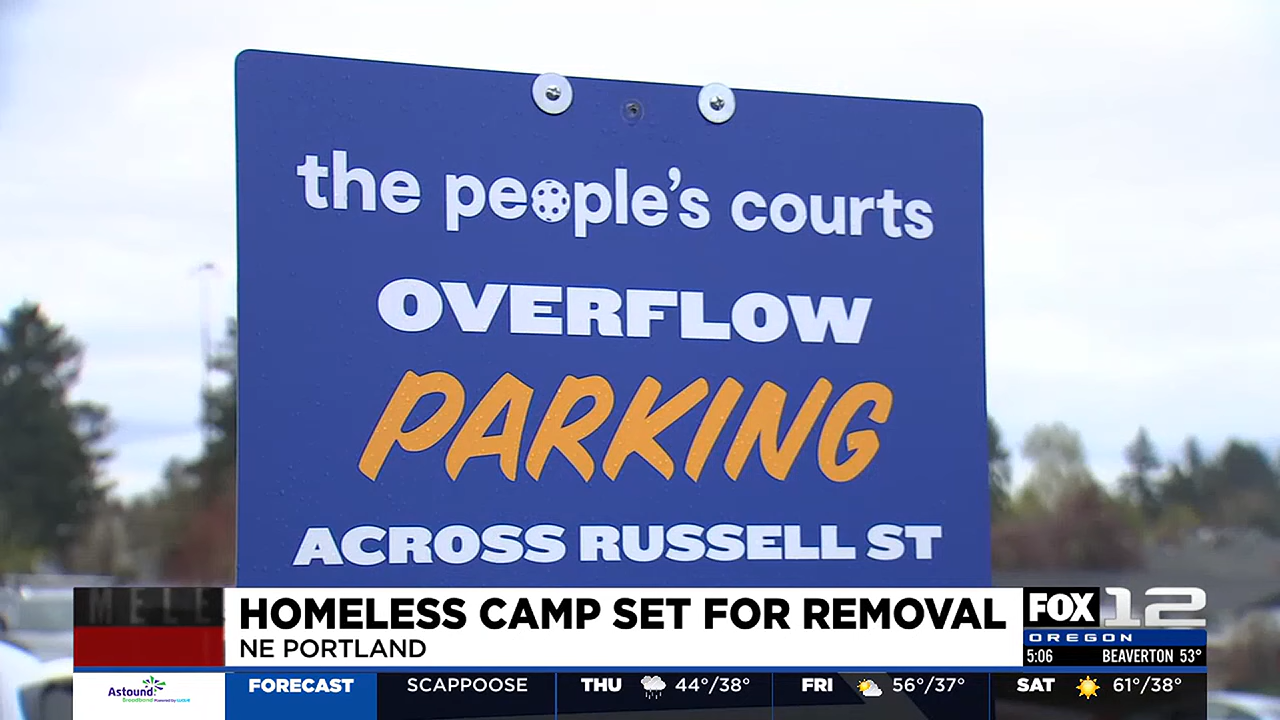 the people's courts
OVERFLOW
PARKING
ACROSS RUSSELL ST
HOMELESS CAMP SET FOR REMOVAL
NE PORTLAND
FOX 12
OREGON
5:06 BEAVERTON 53°
Astound
Broadband
FORECAST SCAPPOOSE THU 44°/38° FRI 56°/37° SAT 61°/38°